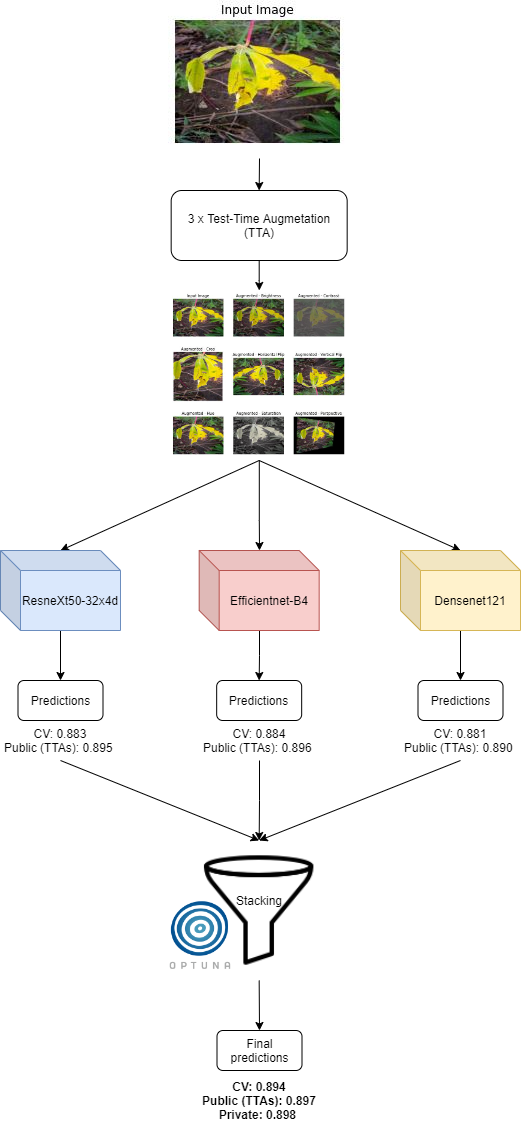 Input Image
3 x Test-Time Augmetation
(TTA)
Input Image
Augmented - Brightness
Augmented - Contrast
Augmented - Crop
Augmented - Horizontal Flip
Augmented - Vertical Flip
Augmented - Hue
Augmented - Saturation
Augmented - Perspective
ResneXt50-32x4d
Efficientnet-B4
Densenet121
Predictions
Predictions
Predictions
CV: 0.883
Public (TTAs): 0.895
CV: 0.884
Public (TTAs): 0.896
CV: 0.881
Public (TTAs): 0.890
Stacking
OPTUNA
Final
predictions
CV: 0.894
Public (TTAs): 0.897
Private: 0.898